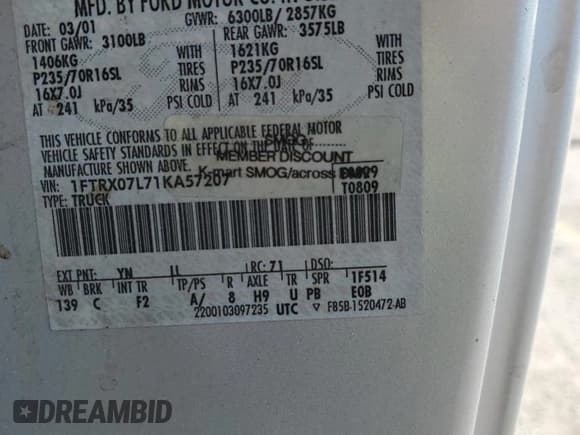 MFD. BY FORD MOTOR CO.
DATE: 03/01 GVWR: 6300LB/ 2857KG
FRONT GAWR: 3100LB REAR GAWR: 3575LB
1406KG WITH 1621KG WITH
P235/70R16SL TIRES P235/70R16SL TIRES
16X7.0J RIMS 16X7.0J RIMS
AT 241 kPa/35 PSI COLD AT 241 kPa/35 PSI COLD
THIS VEHICLE CONFORMS TO ALL APPLICABLE FEDERAL MOTOR
VEHICLE SAFETY STANDARDS IN EFFECT ON THE DATE OF
MANUFACTURE SHOWN ABOVE.
SMOG
MEMBER DISCOUNT
K-mart SMOG/across
VIN: 1FTRX07L71KA57207
T0809
TYPE: TRUCK
EXT PNT: YN RC: 71 DSO:
WB BRK INT TR TP/PS R AXLE TR SPR 1F514
139 C F2 A/ 8 H9 U PB EOB
2200103097235 UTC F85B-1520472-AB
DREAMBID